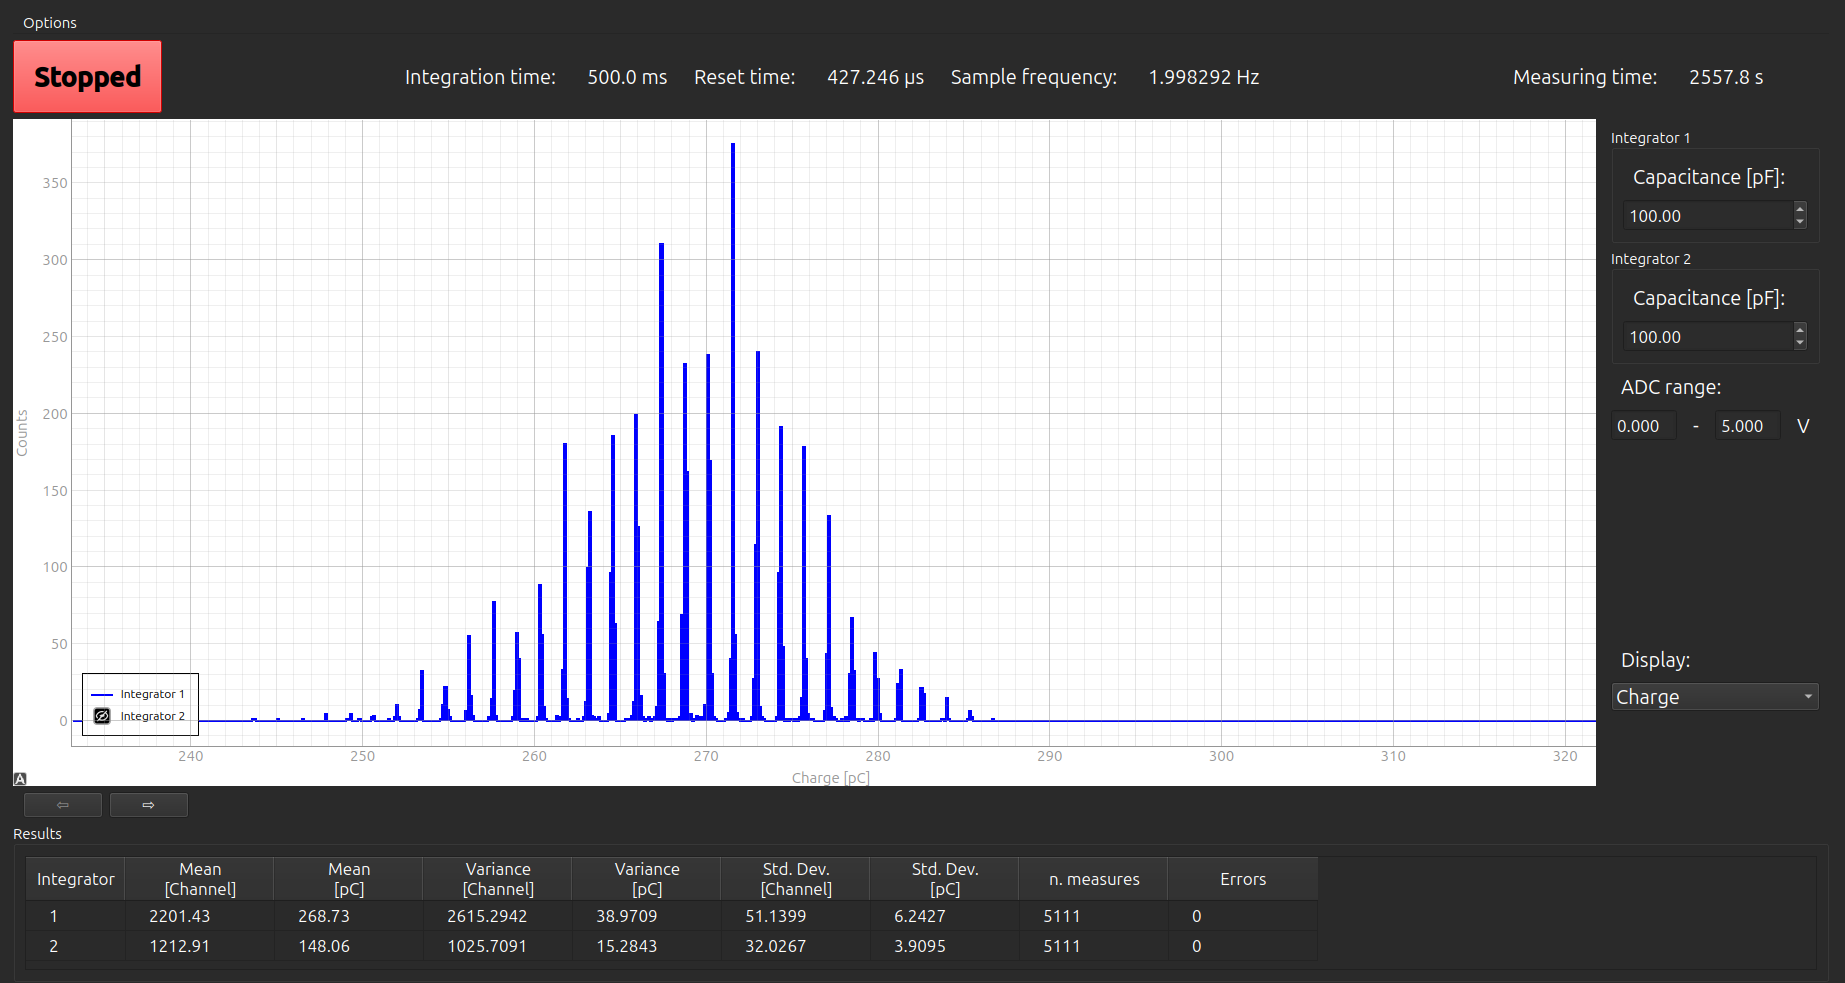 Options
Stopped
Integration time: 500.0 ms Reset time: 427.246 µs Sample frequency: 1.998292 Hz Measuring time: 2557.8 s
350
300
250
200
150
100
50
0
Counts
240 250 260 270 280 290 300 310 320
Charge [pC]
Integrator 1
Integrator 2
A
Integrator 1
Capacitance [pF]:
100.00
Integrator 2
Capacitance [pF]:
100.00
ADC range:
0.000 - 5.000 V
Display:
Charge
⇦ ⇨
Results
Integrator Mean [Channel] Mean [pC] Variance [Channel] Variance [pC] Std. Dev. [Channel] Std. Dev. [pC] n. measures Errors
1 2201.43 268.73 2615.2942 38.9709 51.1399 6.2427 5111 0
2 1212.91 148.06 1025.7091 15.2843 32.0267 3.9095 5111 0